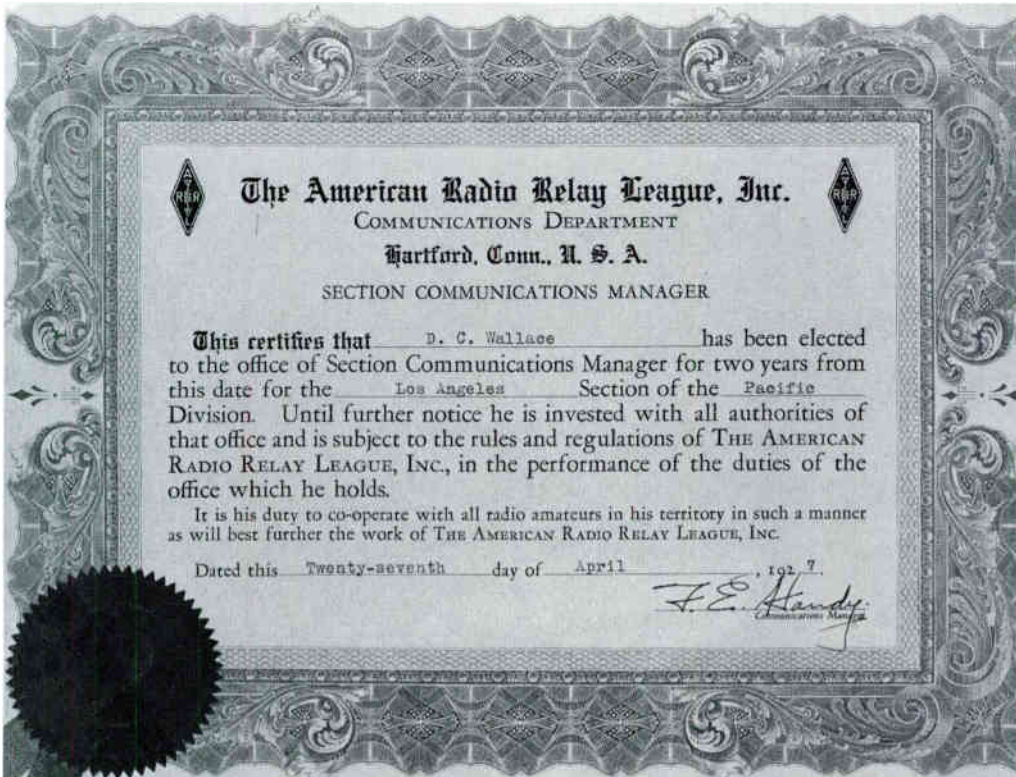 The American Radio Relay League, Inc.
COMMUNICATIONS DEPARTMENT
Hartford, Conn., U. S. A.
SECTION COMMUNICATIONS MANAGER
This certifies that D. C. Wallace has been elected
to the office of Section Communications Manager for two years from
this date for the Los Angeles Section of the Pacific
Division. Until further notice he is invested with all authorities of
that office and is subject to the rules and regulations of THE AMERICAN
RADIO RELAY LEAGUE, INC., in the performance of the duties of the
office which he holds.
It is his duty to co-operate with all radio amateurs in his territory in such a manner
as will best further the work of THE AMERICAN RADIO RELAY LEAGUE, INC.
Dated this Twenty-seventh day of April, 1927.
F. E. Handy.
Communications Manager